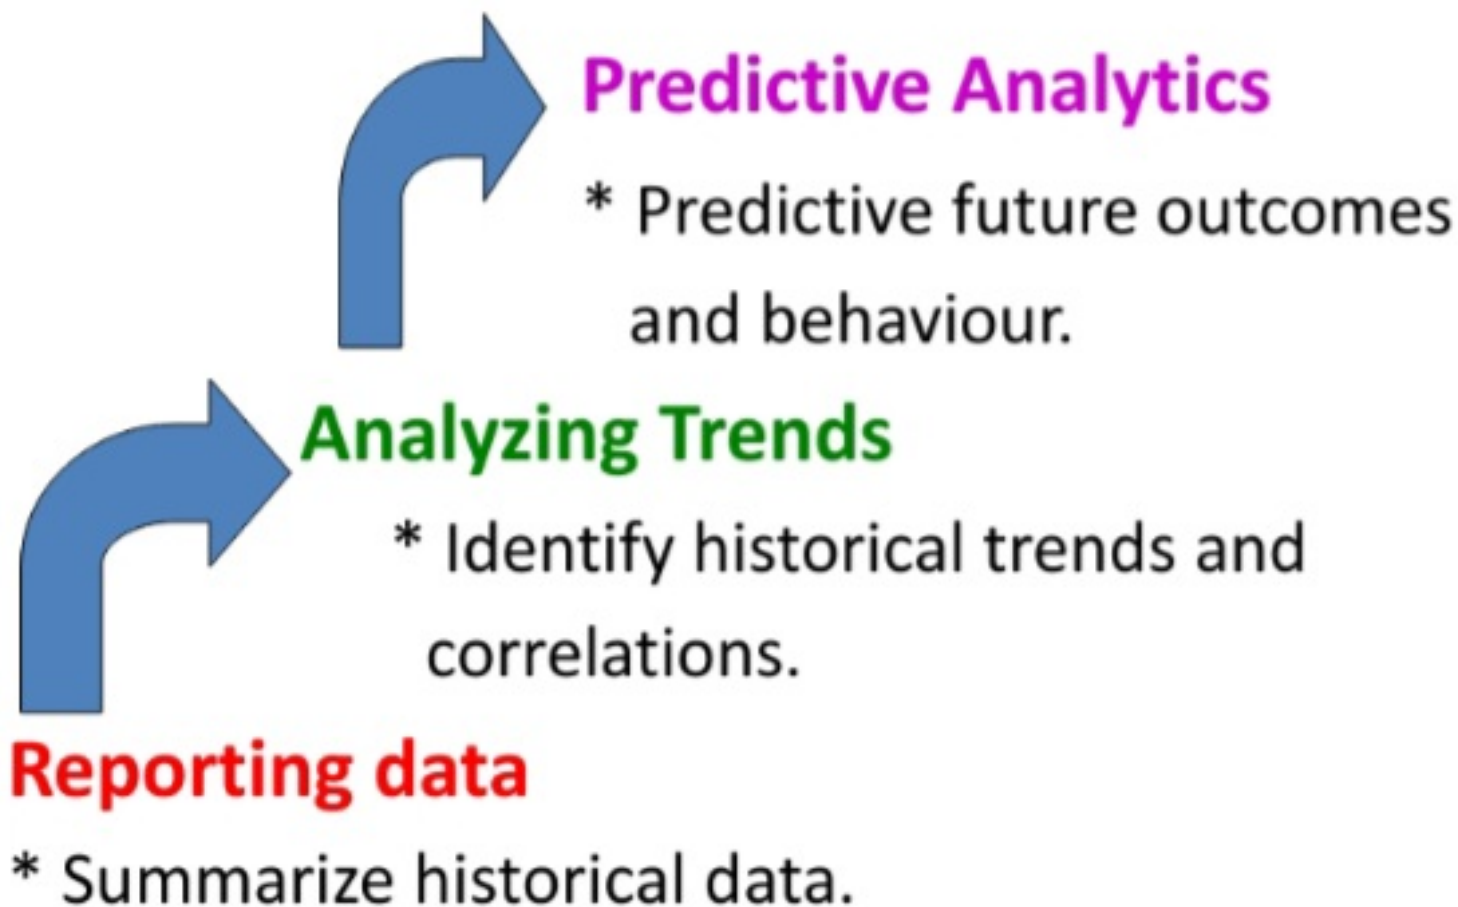 Predictive Analytics
* Predictive future outcomes
and behaviour.
Analyzing Trends
* Identify historical trends and
correlations.
Reporting data
* Summarize historical data.